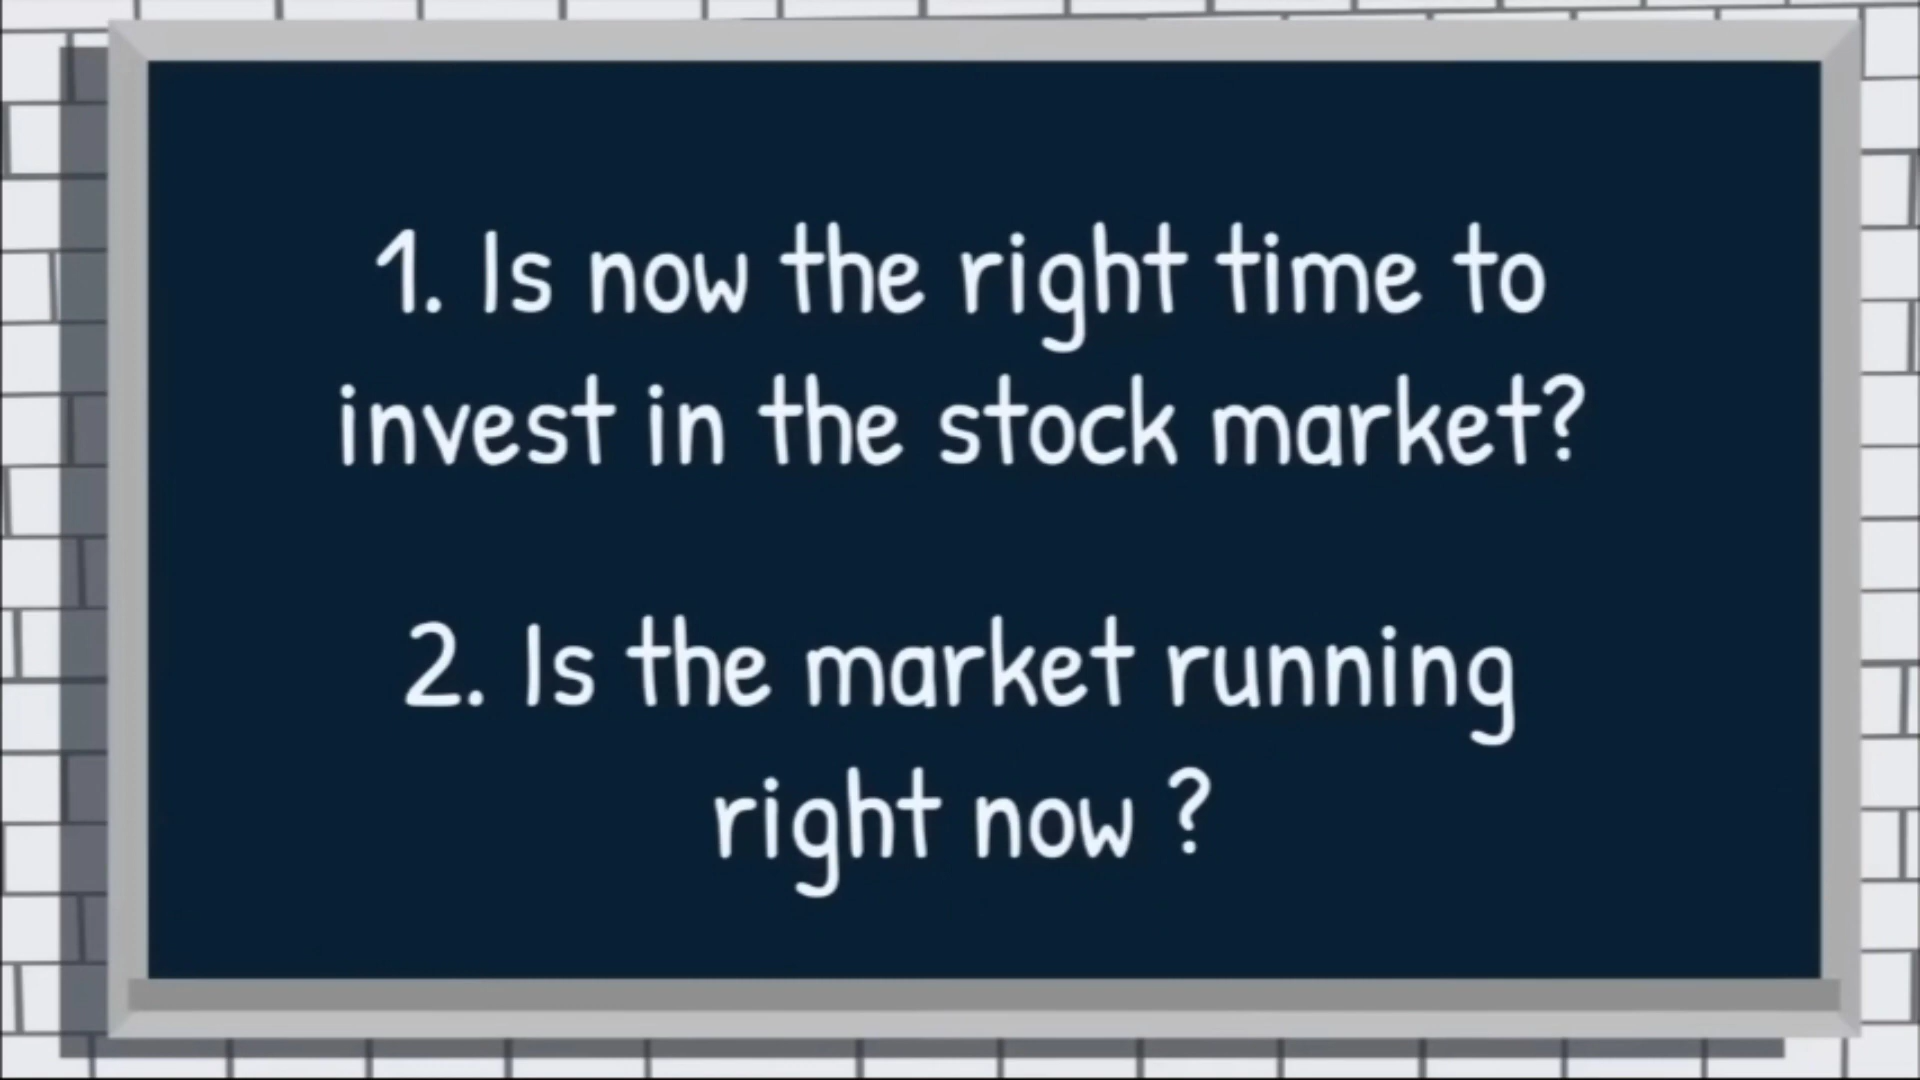 1. Is now the right time to
invest in the stock market?
2. Is the market running
right now ?